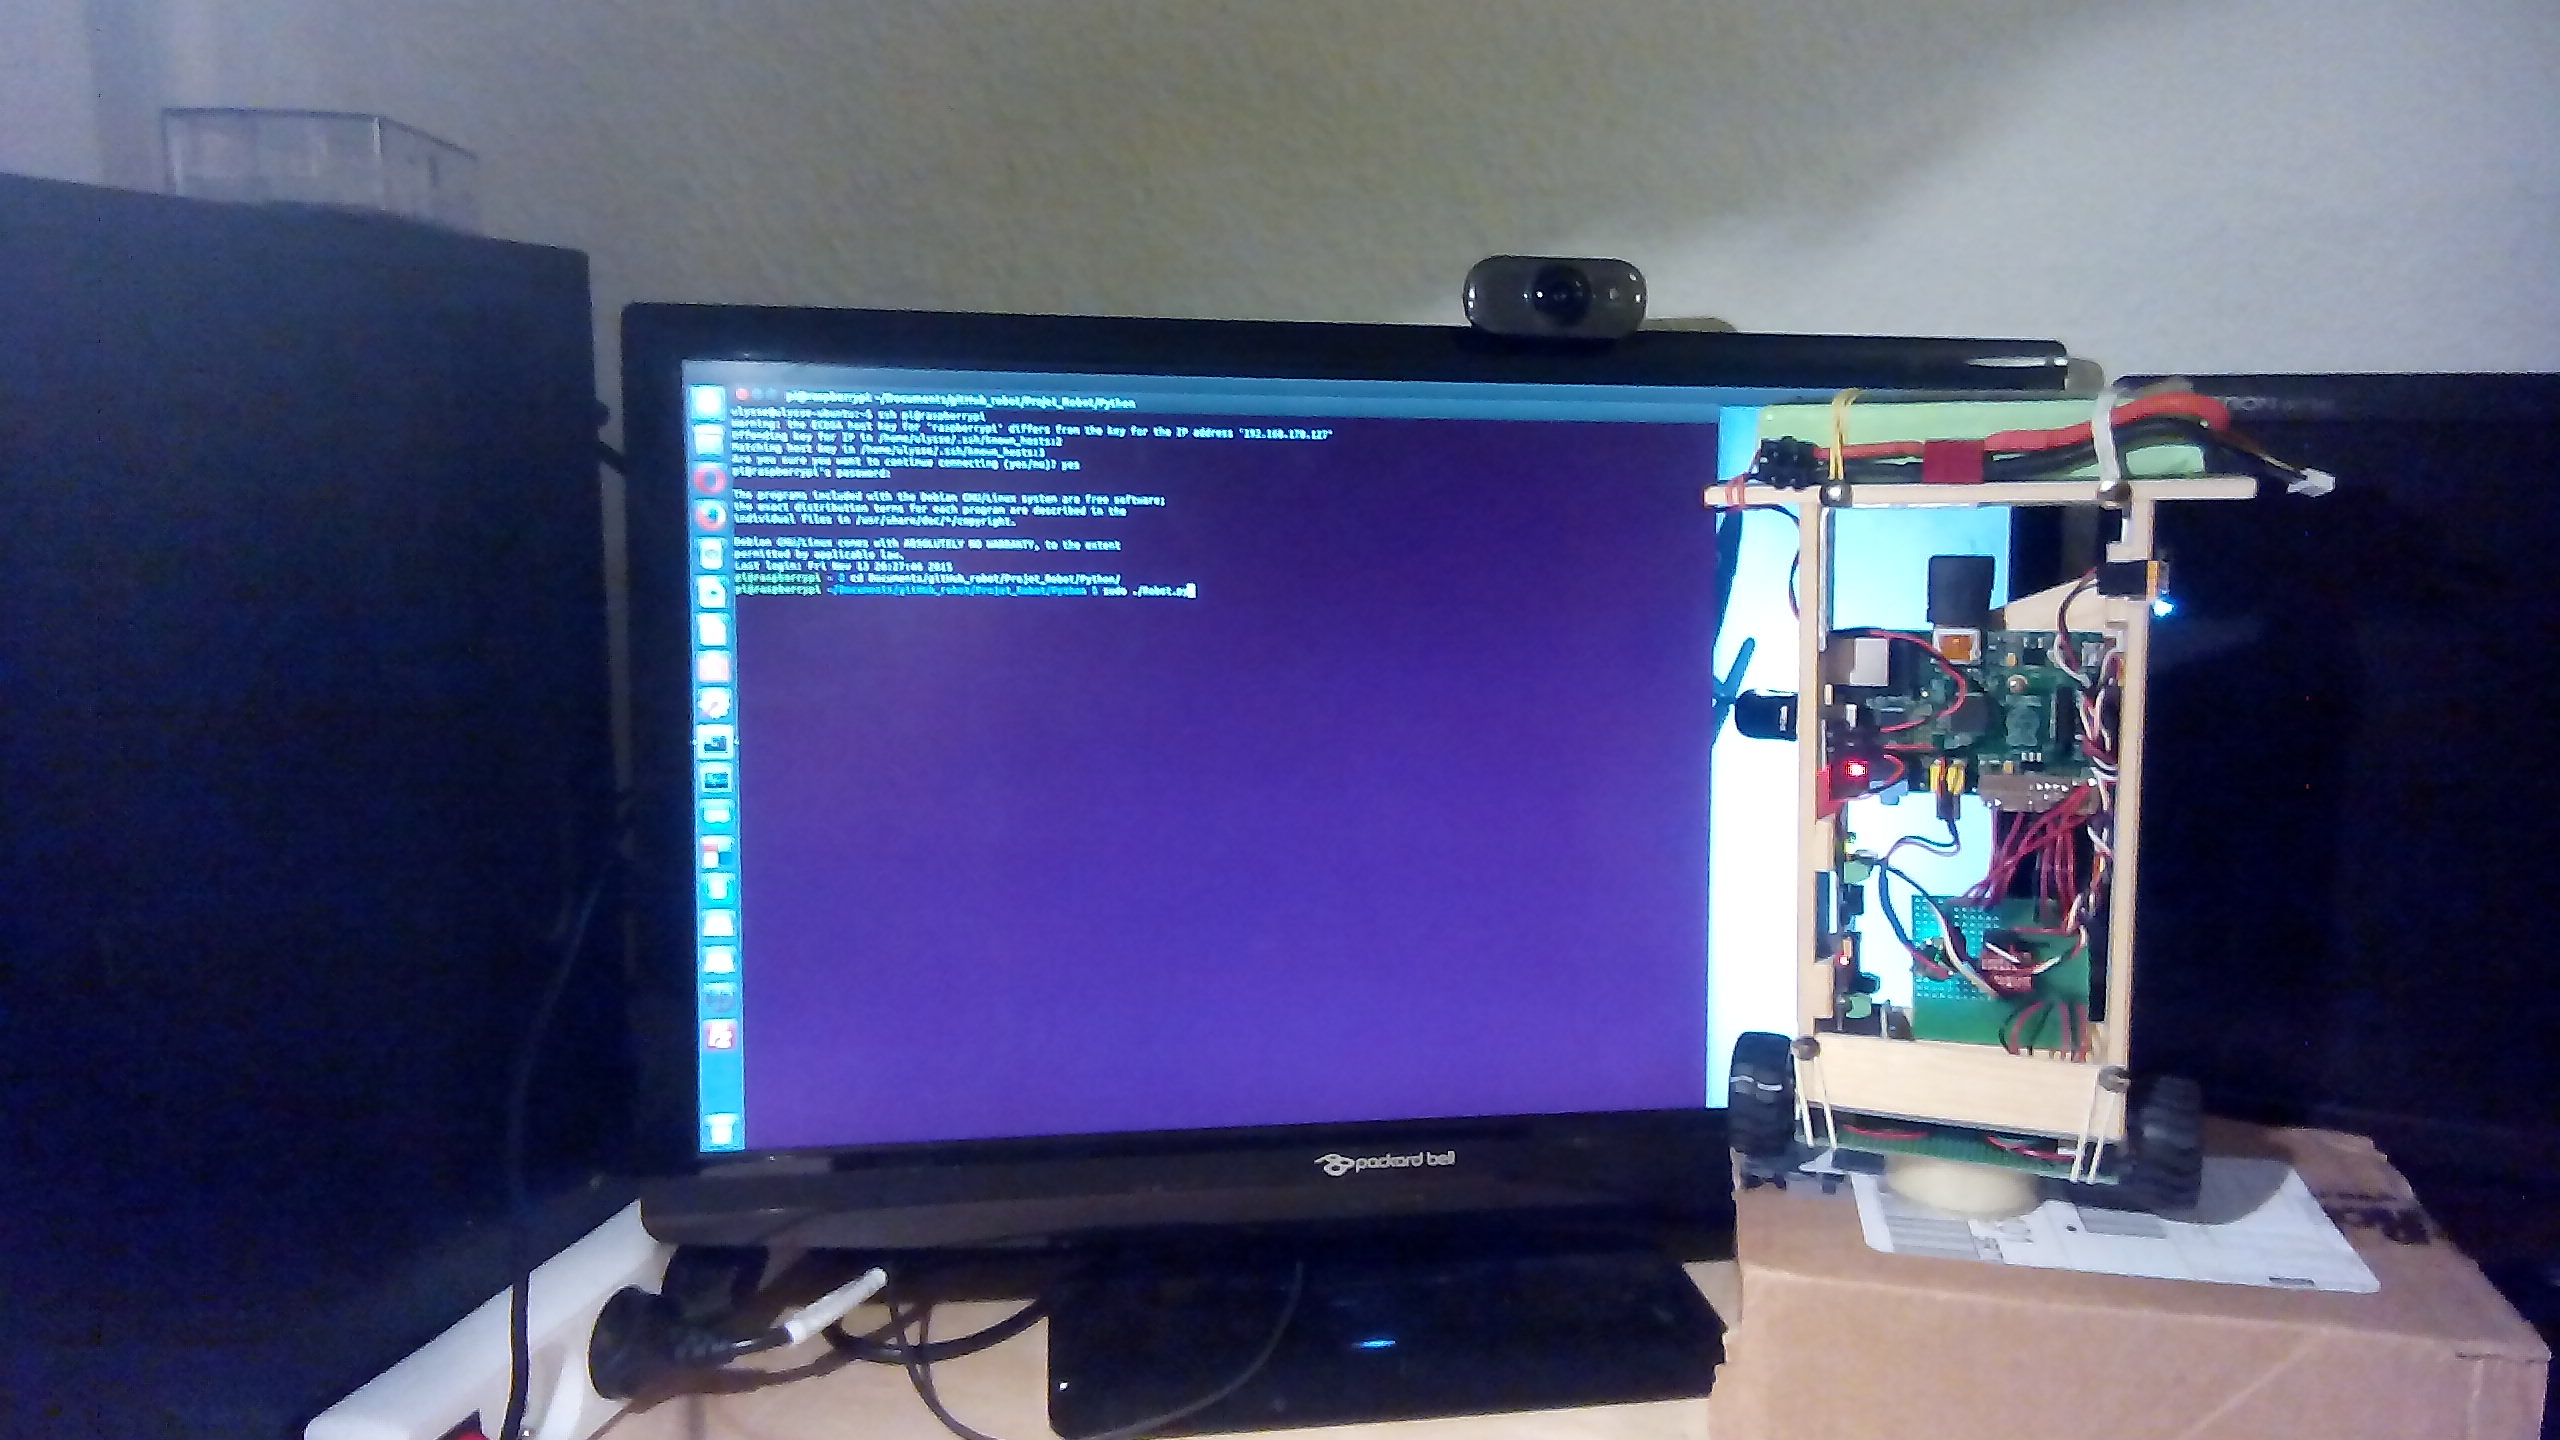 pi@raspberrypi: ~/Documents/gitHub_robot/Projet_Robot/Python
ulysse@ulysse-ubuntu:~$ ssh pi@raspberrypi
Warning: the ECDSA host key for 'raspberrypi' differs from the key for the IP address '192.168.170.127'
Offending key for IP in /home/ulysse/.ssh/known_hosts:2
Matching host key in /home/ulysse/.ssh/known_hosts:3
Are you sure you want to continue connecting (yes/no)? yes
pi@raspberrypi's password:
The programs included with the Debian GNU/Linux system are free software;
the exact distribution terms for each program are described in the
individual files in /usr/share/doc/*/copyright.
Debian GNU/Linux comes with ABSOLUTELY NO WARRANTY, to the extent
permitted by applicable law.
Last login: Fri Nov 13 20:27:46 2015
pi@raspberrypi ~ $ cd Documents/gitHub_robot/Projet_Robot/Python/
pi@raspberrypi ~/Documents/gitHub_robot/Projet_Robot/Python $ sudo ./Robot.py
packard bell